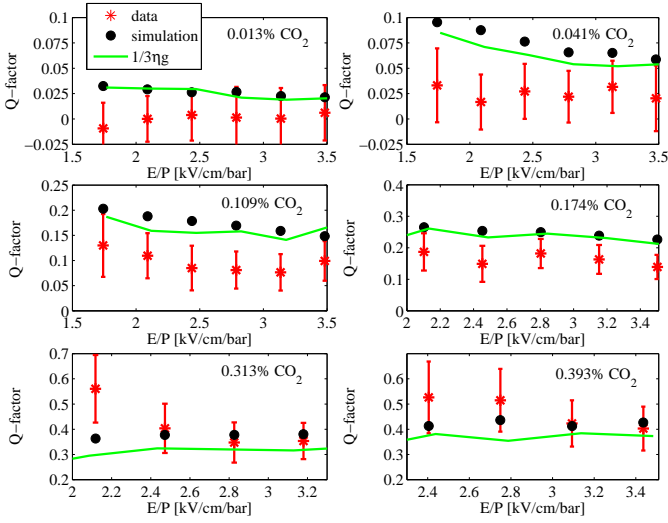 data
simulation
1/3ηg
0.013% CO2
0.1
0.075
0.05
0.025
0
−0.025
Q−factor
1.5 2 2.5 3 3.5
E/P [kV/cm/bar]
0.041% CO2
0.1
0.075
0.05
0.025
0
−0.025
Q−factor
1.5 2 2.5 3 3.5
E/P [kV/cm/bar]
0.109% CO2
0.25
0.2
0.15
0.1
0.05
0
Q−factor
1.5 2 2.5 3 3.5
E/P [kV/cm/bar]
0.174% CO2
0.4
0.3
0.2
0.1
0
Q−factor
2 2.2 2.4 2.6 2.8 3 3.2 3.4
E/P [kV/cm/bar]
0.313% CO2
0.7
0.6
0.5
0.4
0.3
0.2
Q−factor
2 2.2 2.4 2.6 2.8 3 3.2
E/P [kV/cm/bar]
0.393% CO2
0.7
0.6
0.5
0.4
0.3
0.2
Q−factor
2.4 2.6 2.8 3 3.2 3.4
E/P [kV/cm/bar]